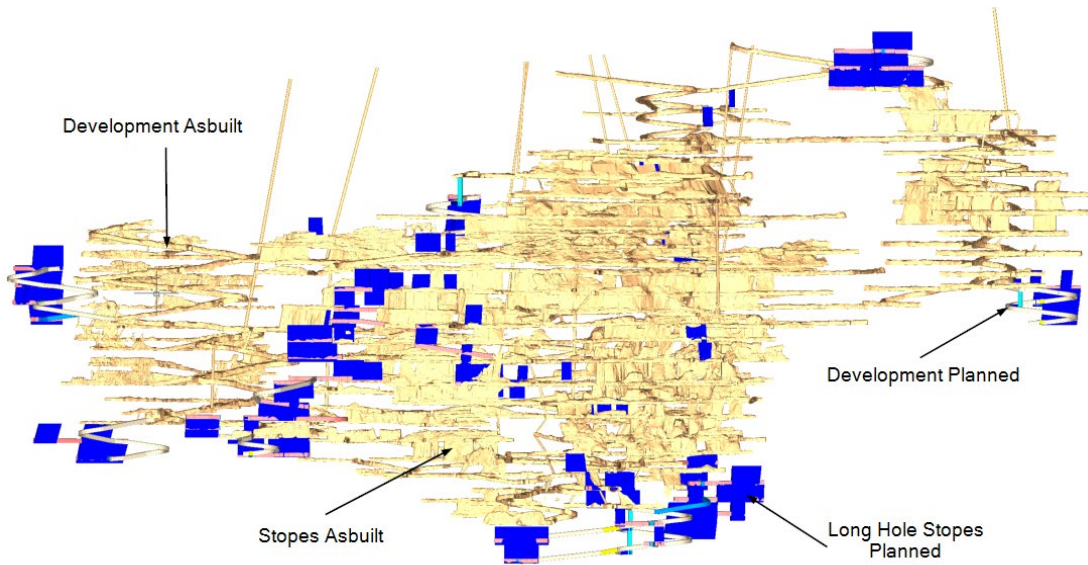 Development Asbuilt
Development Planned
Stopes Asbuilt
Long Hole Stopes
Planned